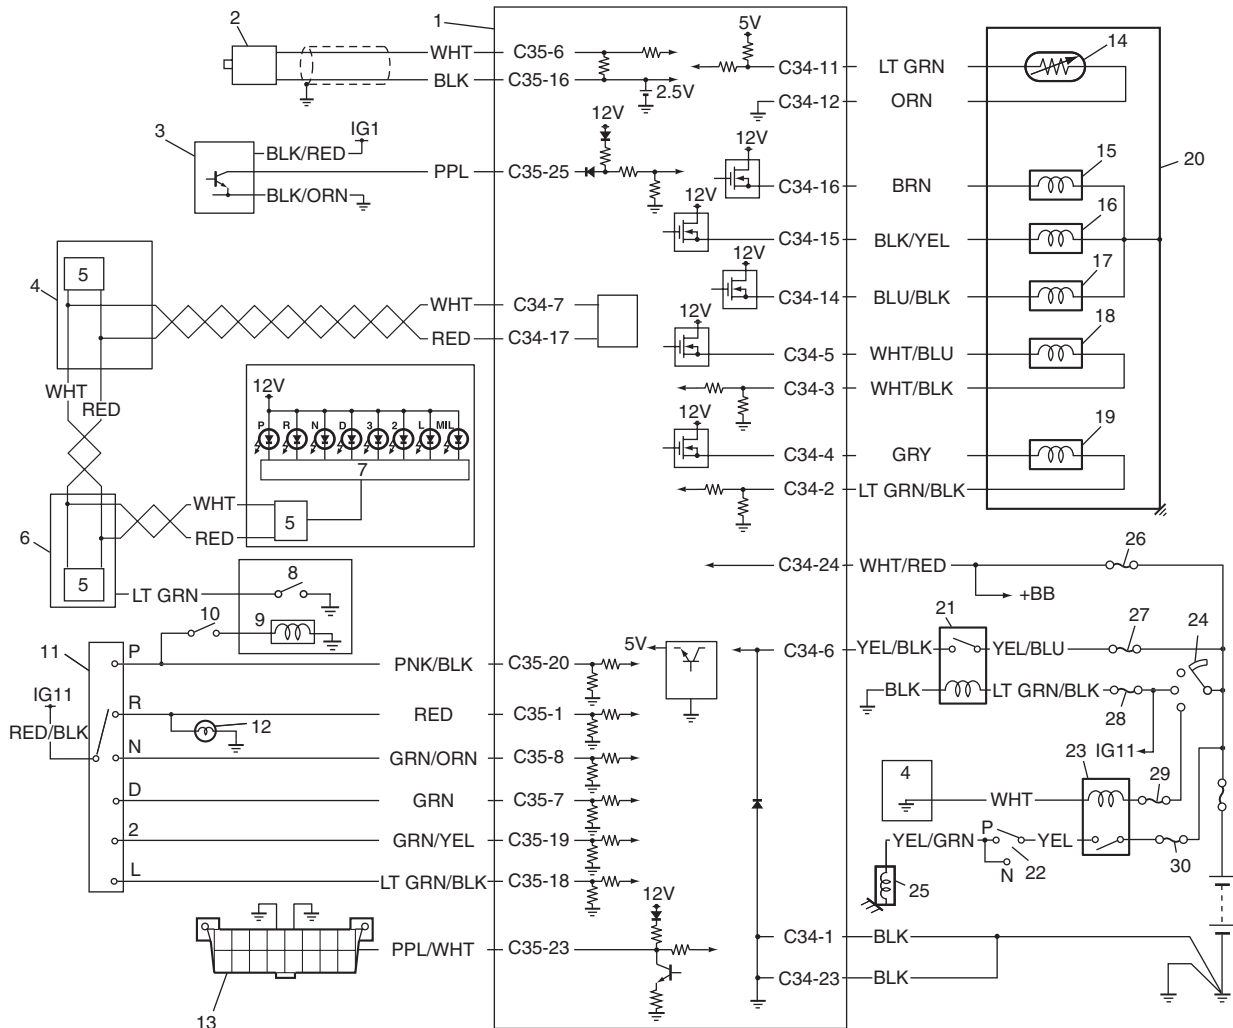 1
2
WHT C35-6
BLK C35-16
2.5V
5V
C34-11 LT GRN
14
C34-12 ORN
3
IG1
BLK/RED
12V
PPL C35-25
BLK/ORN
12V
C34-16 BRN
15
20
12V
C34-15 BLK/YEL
16
12V
C34-14 BLU/BLK
17
4
5
WHT C34-7
RED C34-17
12V
C34-5 WHT/BLU
18
C34-3 WHT/BLK
WHT
RED
12V
P R N D 3 2 L MIL
7
5
WHT
RED
12V
C34-4 GRY
19
C34-2 LT GRN/BLK
6
5
LT GRN
8
10
9
C34-24 WHT/RED
26
+BB
11
P
PNK/BLK C35-20
5V
C34-6 YEL/BLK
21
YEL/BLU
27
24
IG11
RED/BLK
R
12
RED C35-1
BLK
LT GRN/BLK
28
IG11
N
GRN/ORN C35-8
D
GRN C35-7
4
WHT
23
29
2
GRN/YEL C35-19
YEL/GRN
P
N
22
YEL
30
L
LT GRN/BLK C35-18
25
12V
PPL/WHT C35-23
13
C34-1 BLK
C34-23 BLK